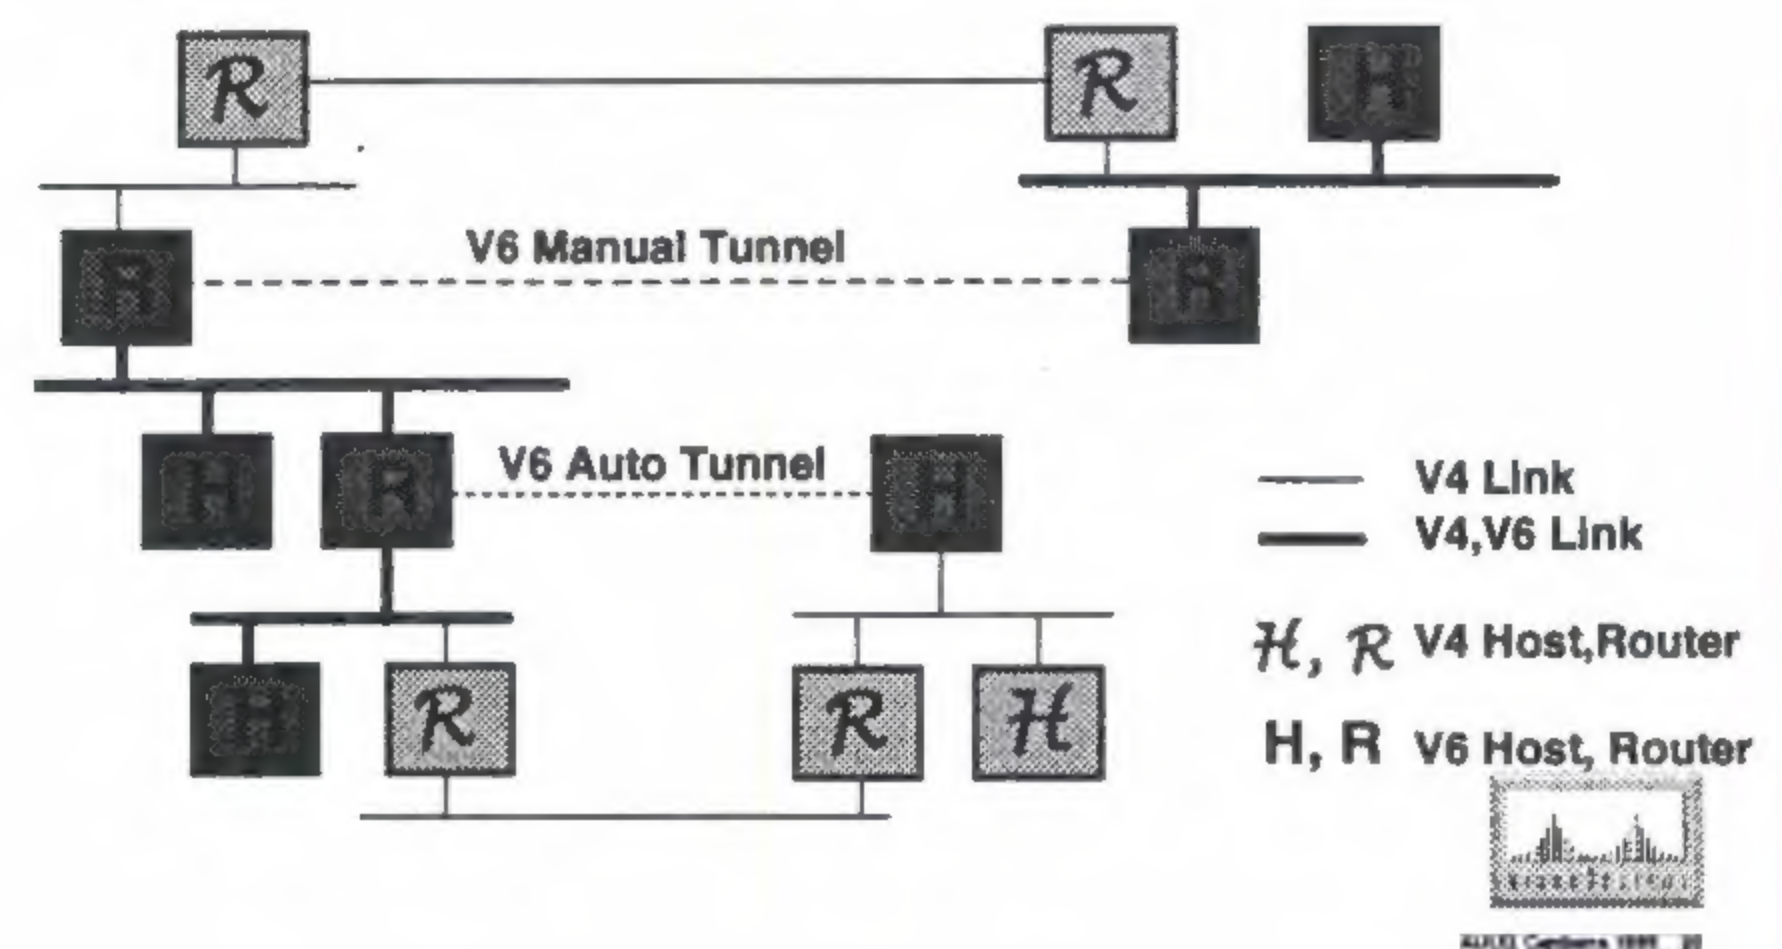 R
R
H
V6 Manual Tunnel
R
R
V6 Auto Tunnel
H
R
H
V4 Link
V4,V6 Link
H, R V4 Host,Router
H
R
R
H
H, R V6 Host, Router